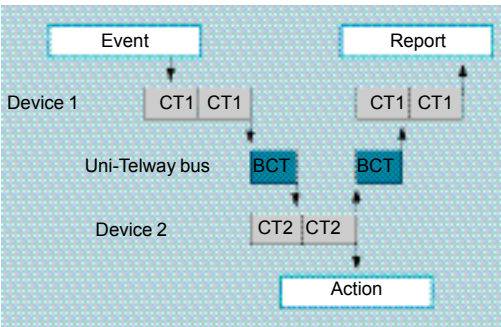 Event Report
Device 1 CT1 CT1 CT1 CT1
Uni-Telway bus BCT BCT
Device 2 CT2 CT2
Action